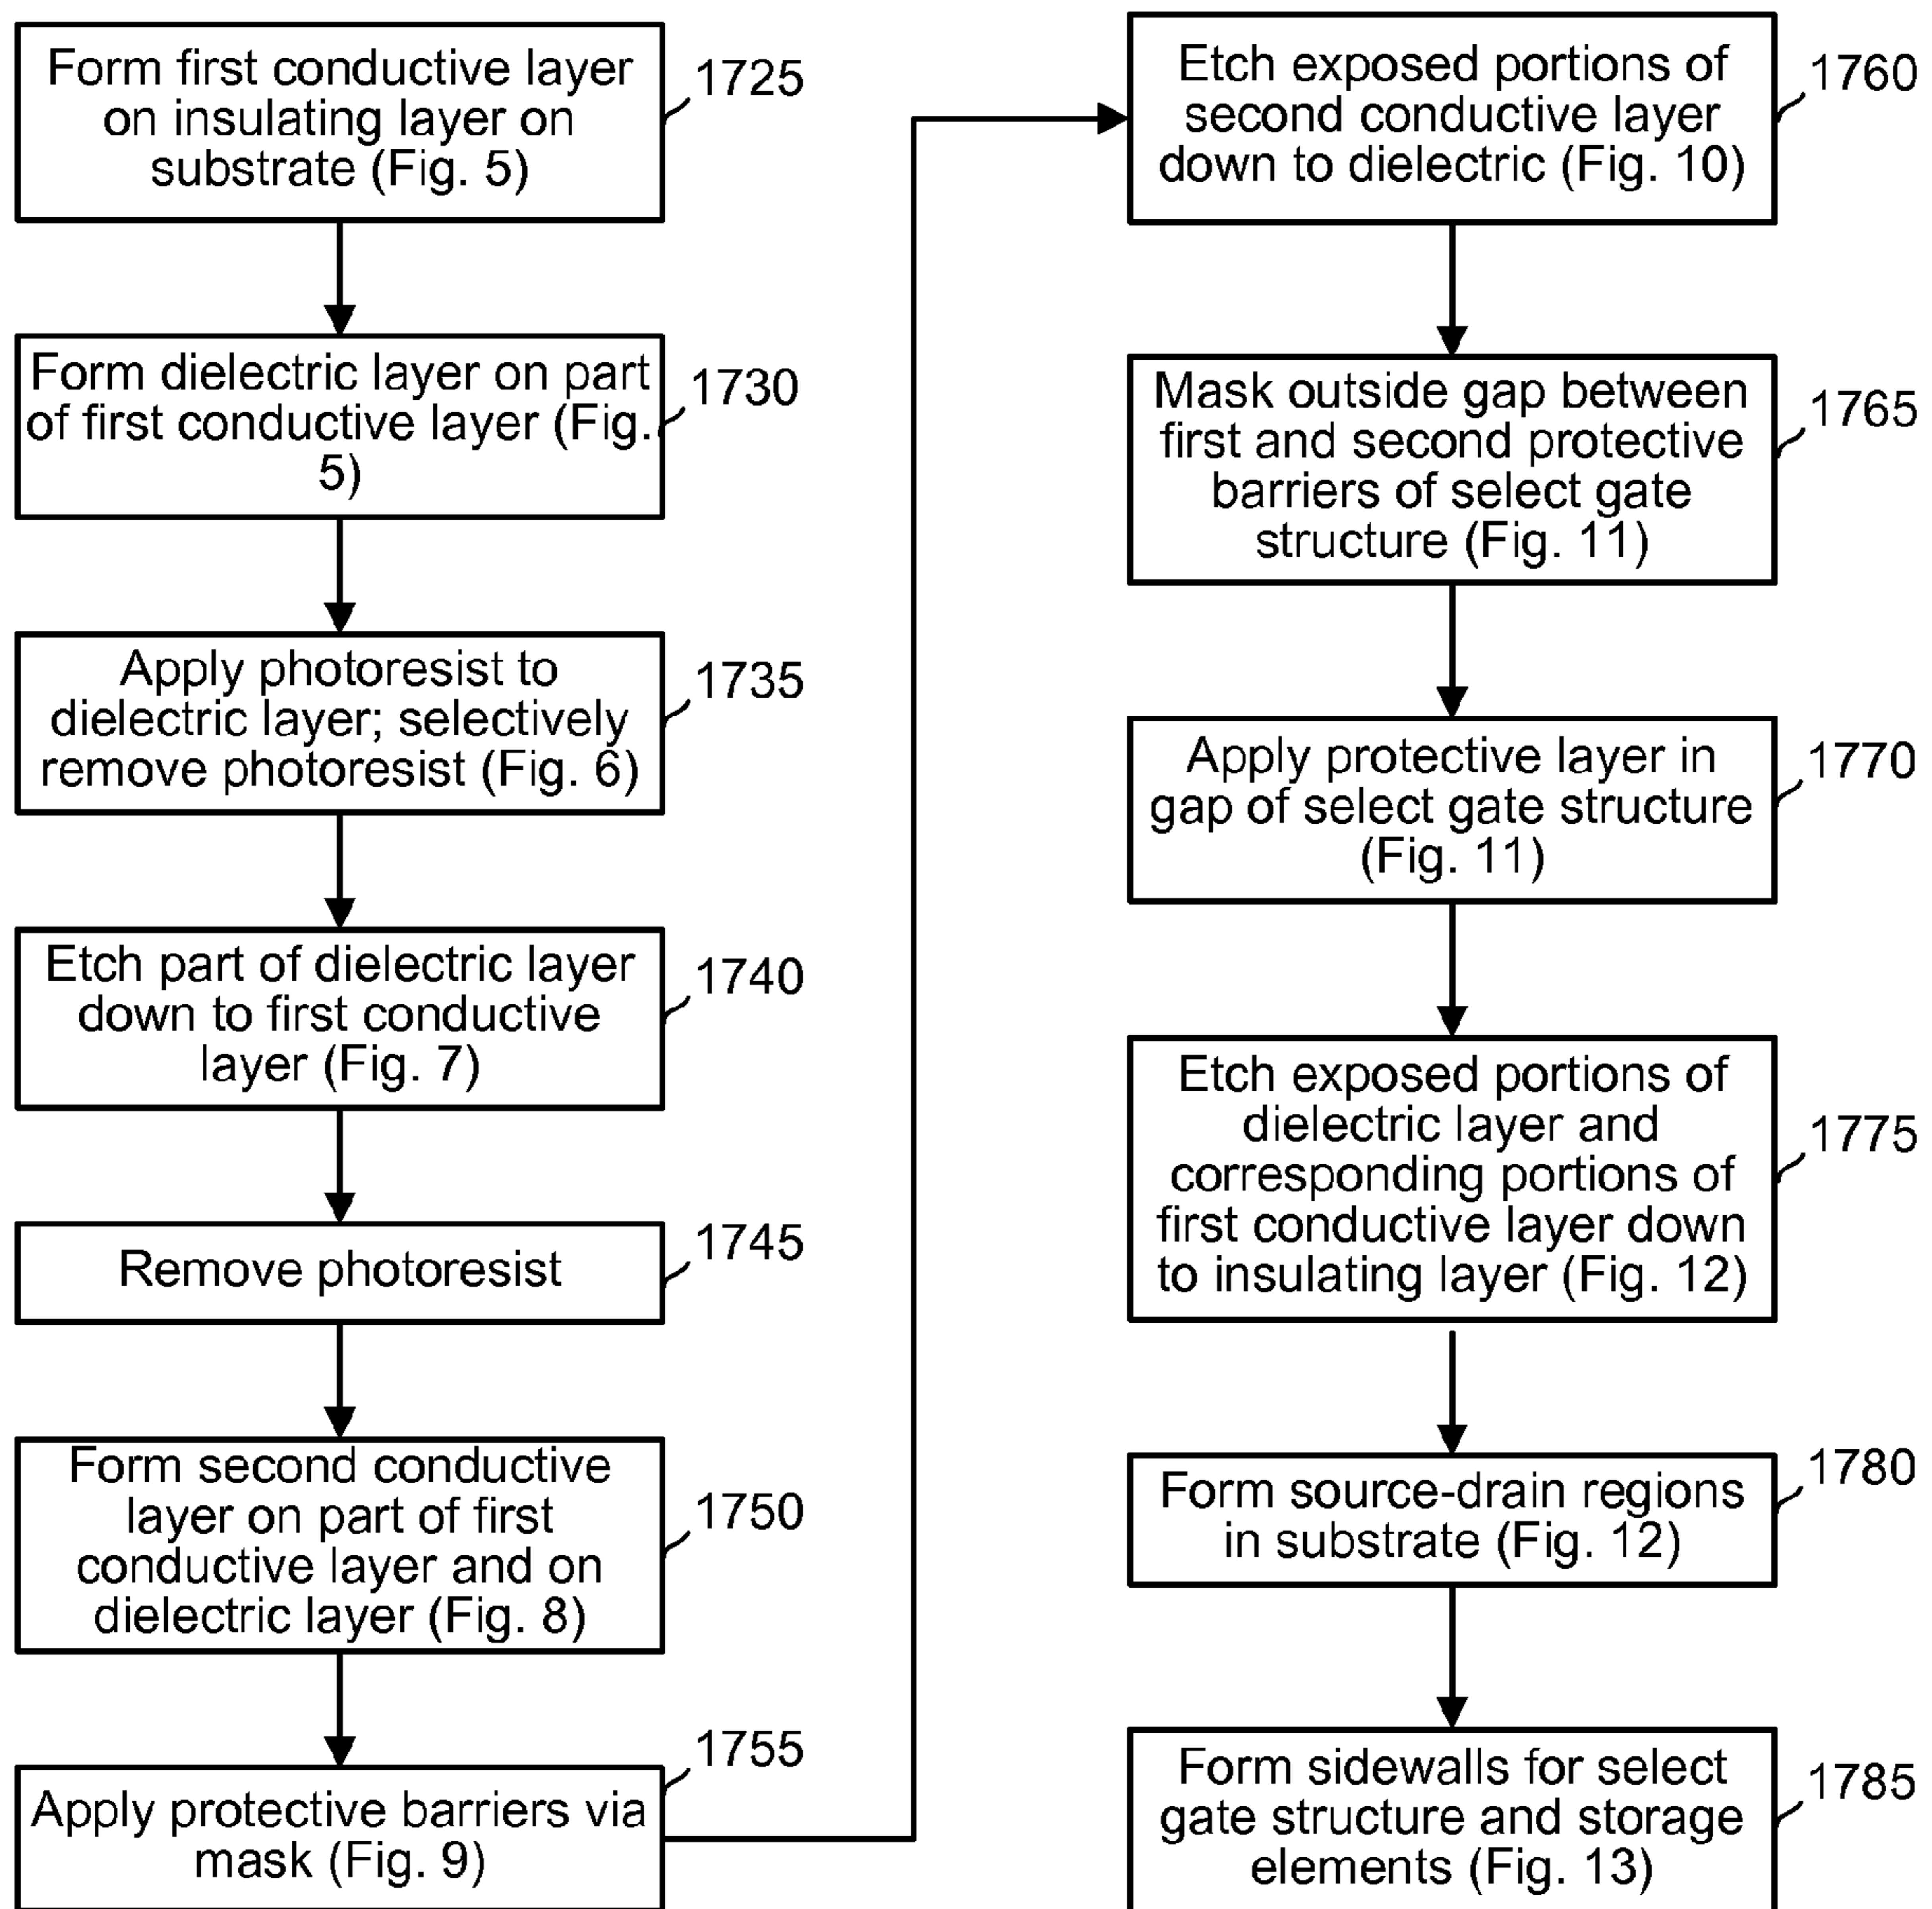 Form first conductive layer
on insulating layer on
substrate (Fig. 5)
1725
Form dielectric layer on part
of first conductive layer (Fig.
5)
1730
Apply photoresist to
dielectric layer; selectively
remove photoresist (Fig. 6)
1735
Etch part of dielectric layer
down to first conductive
layer (Fig. 7)
1740
Remove photoresist
1745
Form second conductive
layer on part of first
conductive layer and on
dielectric layer (Fig. 8)
1750
Apply protective barriers via
mask (Fig. 9)
1755
Etch exposed portions of
second conductive layer
down to dielectric (Fig. 10)
1760
Mask outside gap between
first and second protective
barriers of select gate
structure (Fig. 11)
1765
Apply protective layer in
gap of select gate structure
(Fig. 11)
1770
Etch exposed portions of
dielectric layer and
corresponding portions of
first conductive layer down
to insulating layer (Fig. 12)
1775
Form source-drain regions
in substrate (Fig. 12)
1780
Form sidewalls for select
gate structure and storage
elements (Fig. 13)
1785